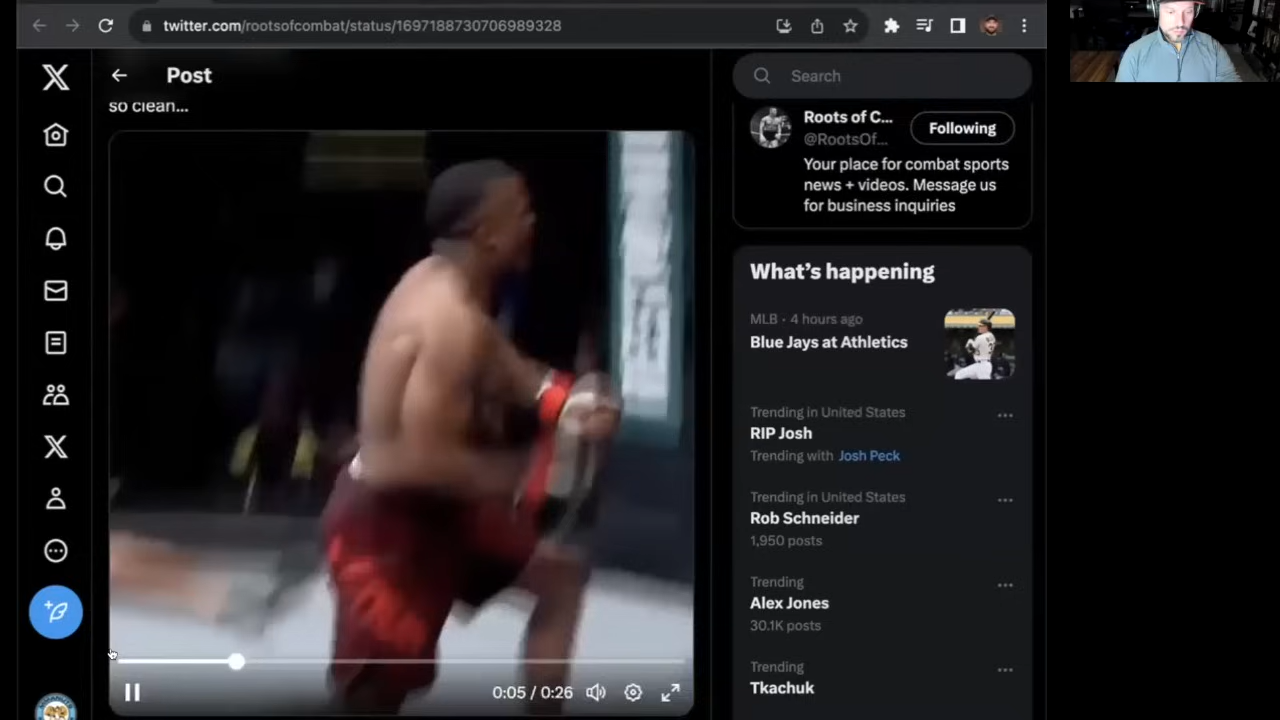 twitter.com/rootsofcombat/status/1697188730706989328
Post
so clean...
0:05 / 0:26
Search
Roots of C...
@RootsOf...
Following
Your place for combat sports
news + videos. Message us
for business inquiries
What's happening
MLB · 4 hours ago
Blue Jays at Athletics
Trending in United States
RIP Josh
Trending with Josh Peck
Trending in United States
Rob Schneider
1,950 posts
Trending
Alex Jones
30.1K posts
Trending
Tkachuk